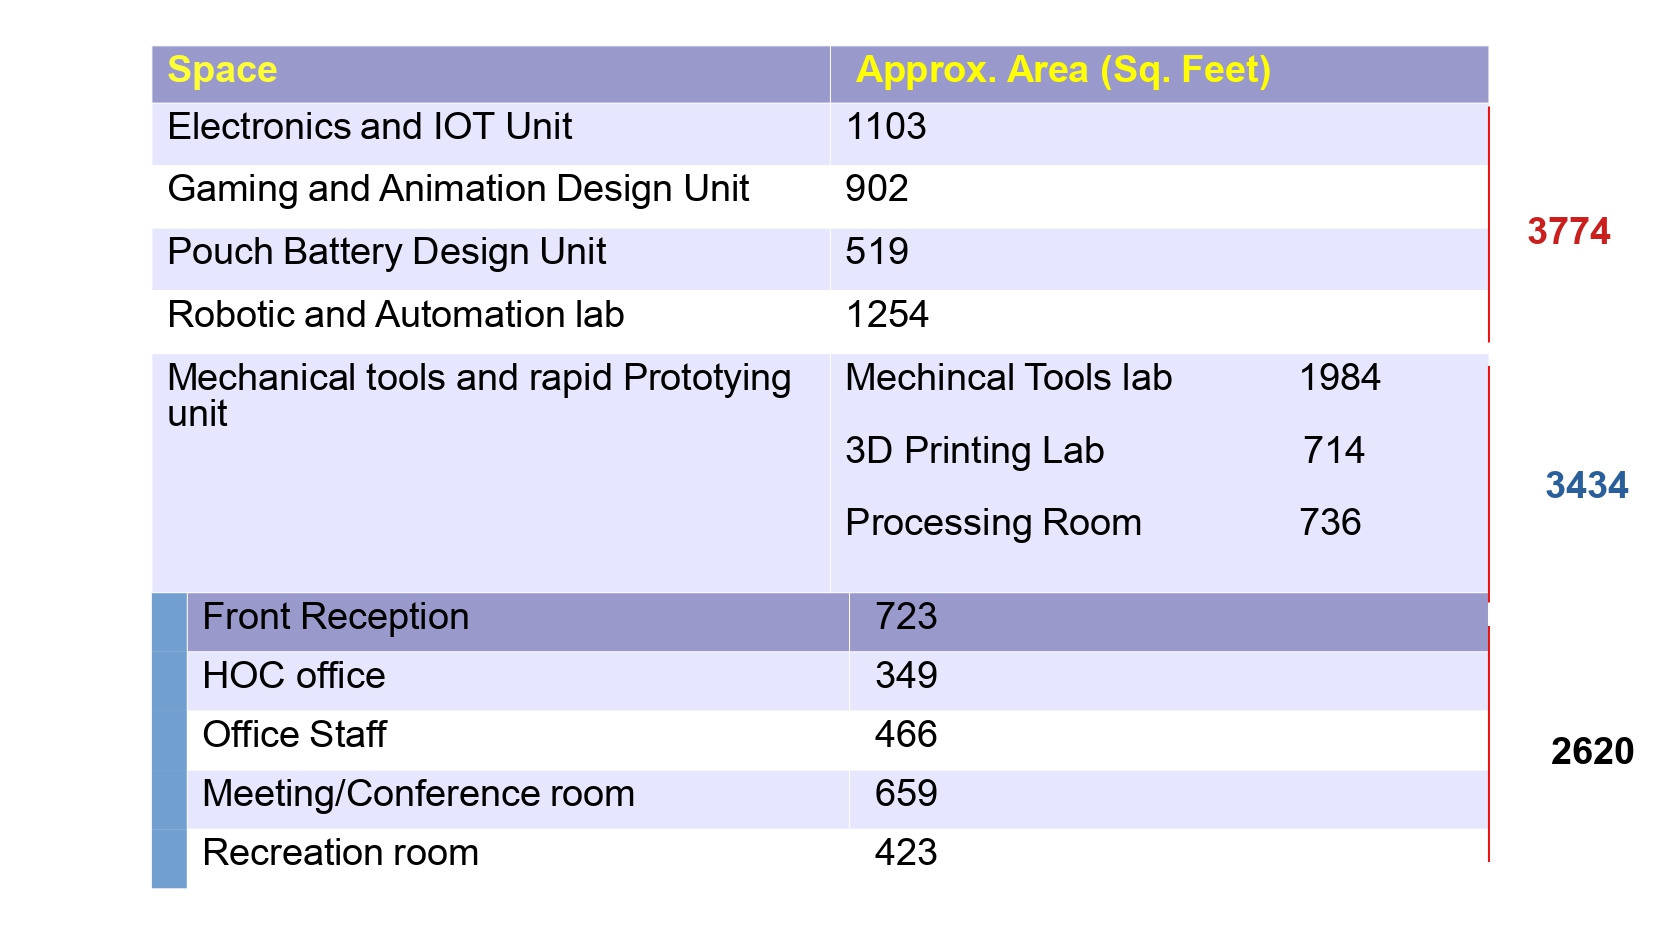 Space Approx. Area (Sq. Feet)
Electronics and IOT Unit 1103
Gaming and Animation Design Unit 902
3774
Pouch Battery Design Unit 519
Robotic and Automation lab 1254
Mechanical tools and rapid Prototying
unit
Mechincal Tools lab 1984
3D Printing Lab 714
Processing Room 736
3434
Front Reception 723
HOC office 349
Office Staff 466
2620
Meeting/Conference room 659
Recreation room 423